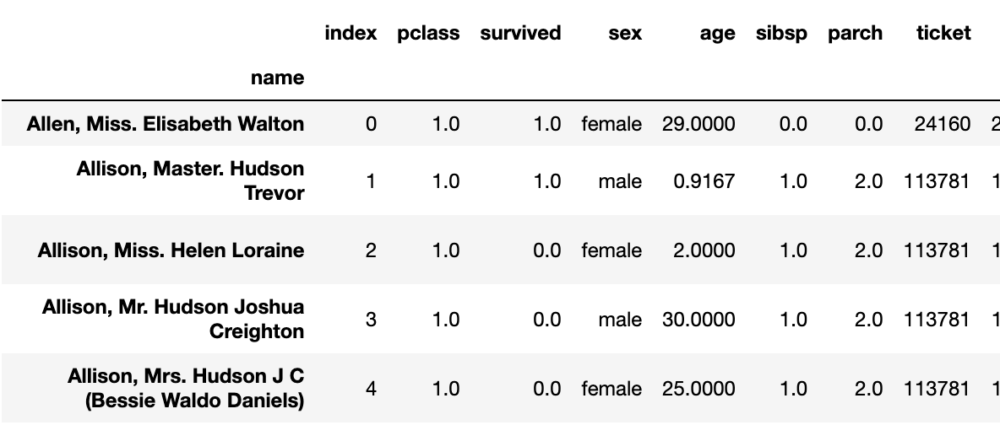 index pclass survived sex age sibsp parch ticket
name
Allen, Miss. Elisabeth Walton 0 1.0 1.0 female 29.0000 0.0 0.0 24160 2
Allison, Master. Hudson
Trevor 1 1.0 1.0 male 0.9167 1.0 2.0 113781 1
Allison, Miss. Helen Loraine 2 1.0 0.0 female 2.0000 1.0 2.0 113781 1
Allison, Mr. Hudson Joshua
Creighton 3 1.0 0.0 male 30.0000 1.0 2.0 113781 1
Allison, Mrs. Hudson J C
(Bessie Waldo Daniels) 4 1.0 0.0 female 25.0000 1.0 2.0 113781 1